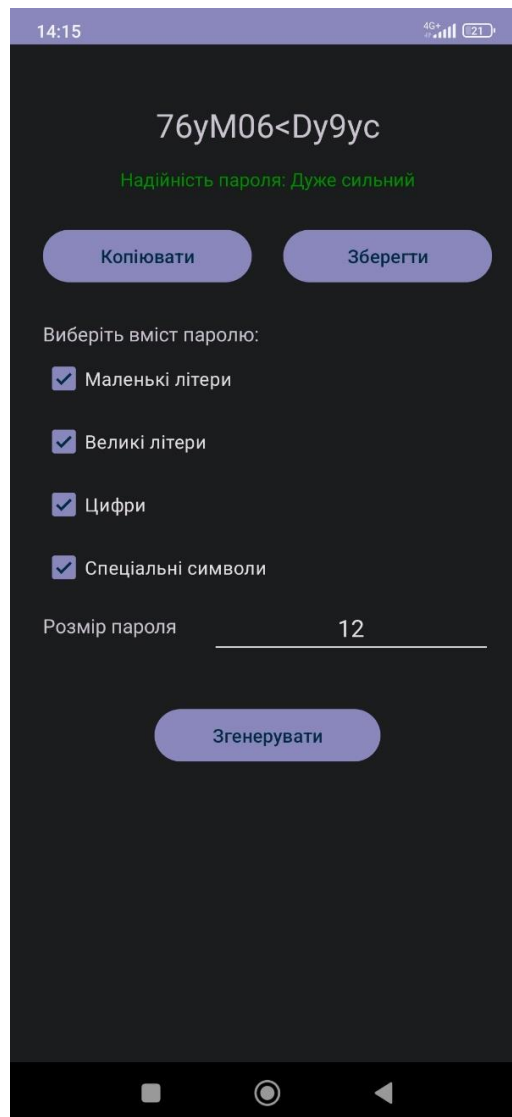 14:15 4G+ 21
76yM06<Dy9yc
Надійність пароля: Дуже сильний
Копіювати Зберегти
Виберіть вміст паролю:
Маленькі літери
Великі літери
Цифри
Спеціальні символи
Розмір пароля 12
Згенерувати